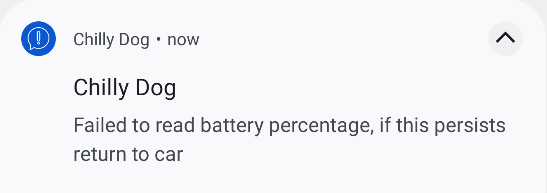 Chilly Dog • now
Chilly Dog
Failed to read battery percentage, if this persists
return to car